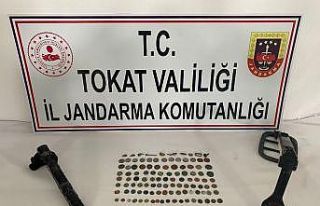 T.C.
TOKAT VALİLİĞİ
İL JANDARMA KOMUTANLIĞI